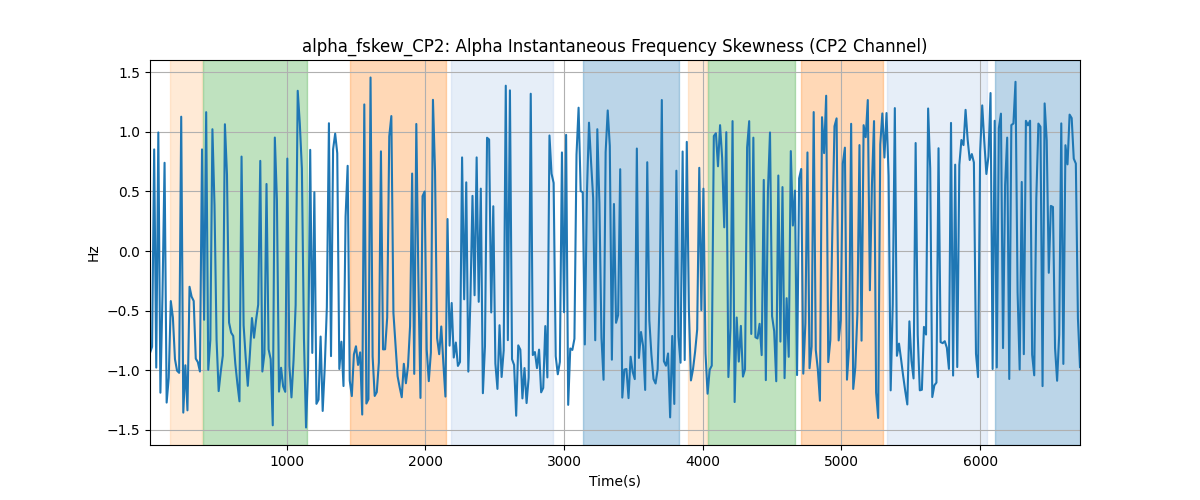 alpha_fskew_CP2: Alpha Instantaneous Frequency Skewness (CP2 Channel)
1.5
1.0
0.5
0.0
−0.5
−1.0
−1.5
Hz
1000 2000 3000 4000 5000 6000
Time(s)